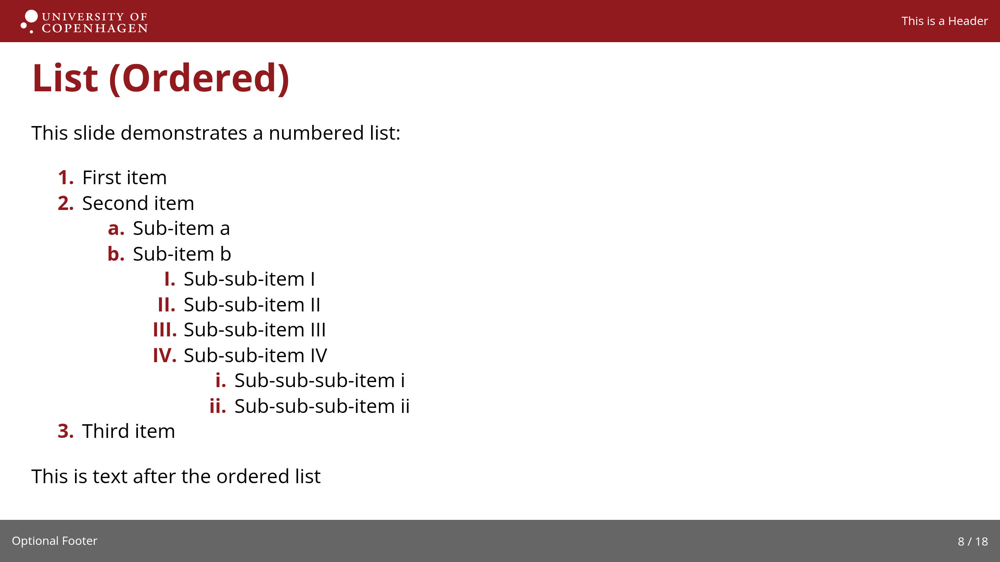 UNIVERSITY OF
COPENHAGEN
This is a Header
List (Ordered)
This slide demonstrates a numbered list:
1. First item
2. Second item
a. Sub-item a
b. Sub-item b
I. Sub-sub-item I
II. Sub-sub-item II
III. Sub-sub-item III
IV. Sub-sub-item IV
i. Sub-sub-sub-item i
ii. Sub-sub-sub-item ii
3. Third item
This is text after the ordered list
Optional Footer
8 / 18